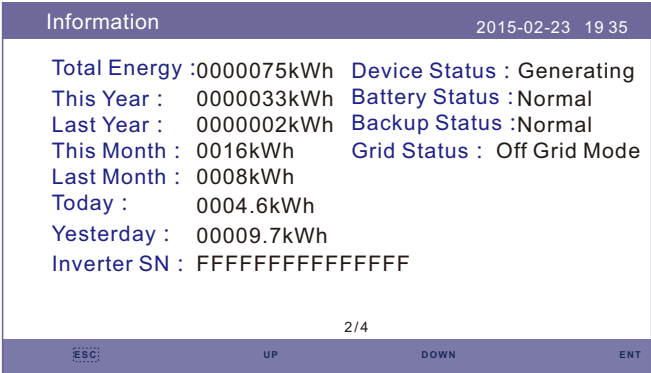 Information 2015-02-23 19 35
Total Energy : 0000075kWh Device Status : Generating
This Year : 0000033kWh Battery Status : Normal
Last Year : 0000002kWh Backup Status : Normal
This Month : 0016kWh Grid Status : Off Grid Mode
Last Month : 0008kWh
Today : 0004.6kWh
Yesterday : 00009.7kWh
Inverter SN : FFFFFFFFFFFFFFF
2/4
ESC UP DOWN ENT